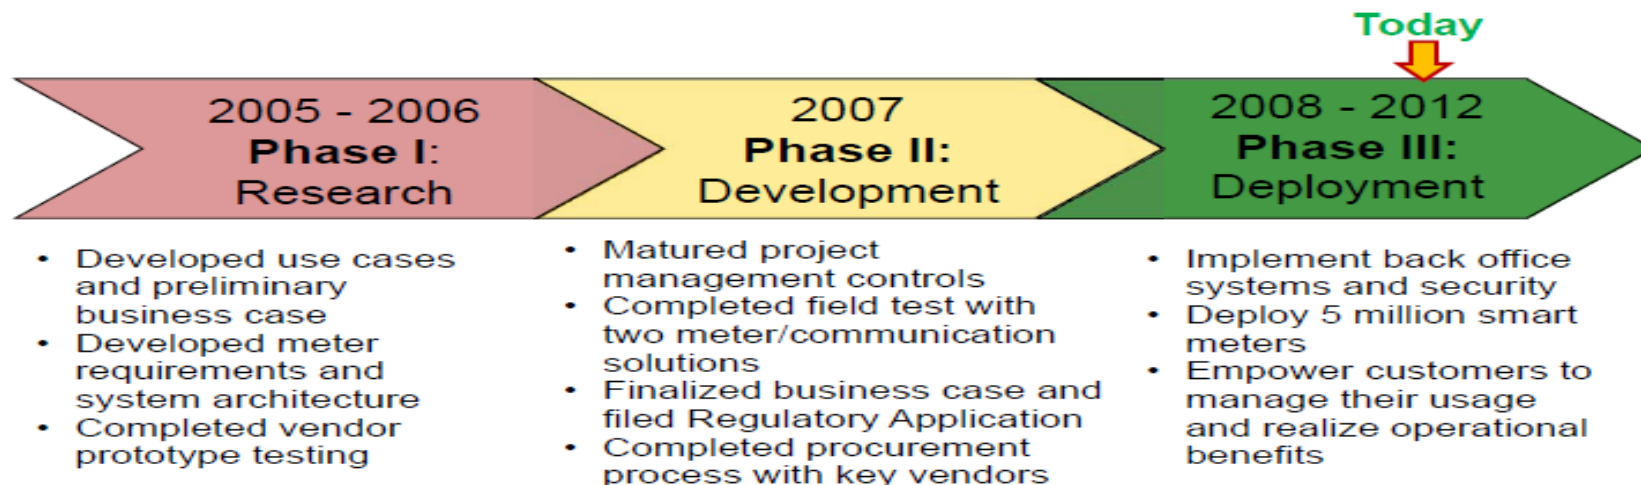 Today
2005 - 2006
Phase I:
Research
2007
Phase II:
Development
2008 - 2012
Phase III:
Deployment
• Developed use cases
and preliminary
business case
• Developed meter
requirements and
system architecture
• Completed vendor
prototype testing
• Matured project
management controls
• Completed field test with
two meter/communication
solutions
• Finalized business case and
filed Regulatory Application
• Completed procurement
process with key vendors
• Implement back office
systems and security
• Deploy 5 million smart
meters
• Empower customers to
manage their usage
and realize operational
benefits